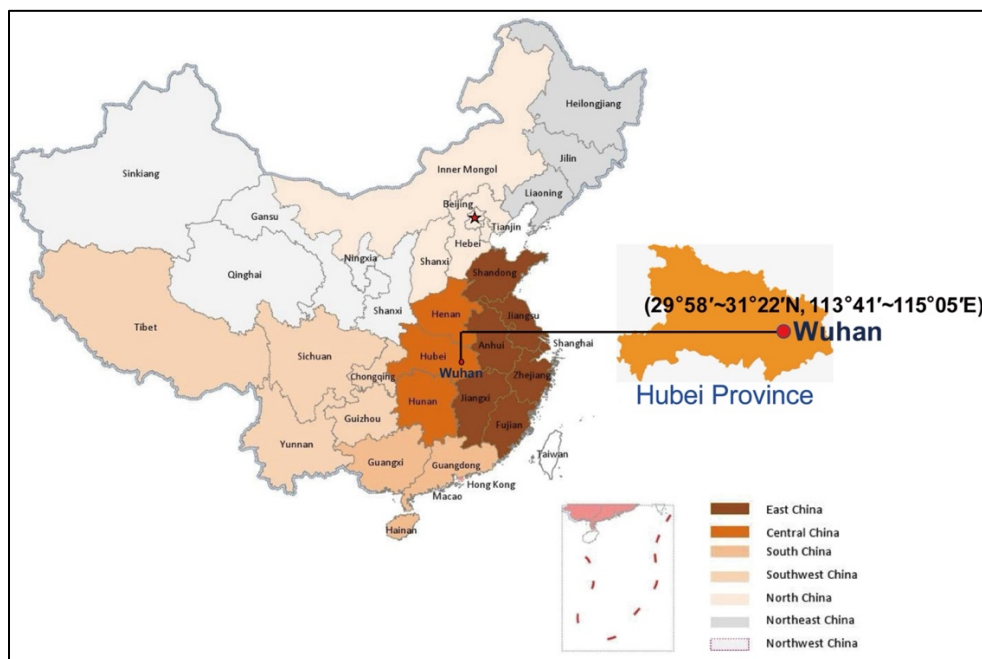 Heilongjiang
Jilin
Inner Mongol
Liaoning
Sinkiang
Beijing
Gansu
Tianjin
Hebei
Ningxia
Shanxi
Qinghai
Shandong
Shanxi
Henan
Jiangsu
(29°58′~31°22′N, 113°41′~115°05′E)
Tibet
Wuhan
Anhui
Shanghai
Sichuan
Hubei
Wuhan
Chongqing
Zhejiang
Hubei Province
Hunan
Jiangxi
Guizhou
Fujian
Yunnan
Taiwan
Guangxi
Guangdong
Hong Kong
Macao
Hainan
East China
Central China
South China
Southwest China
North China
Northeast China
Northwest China